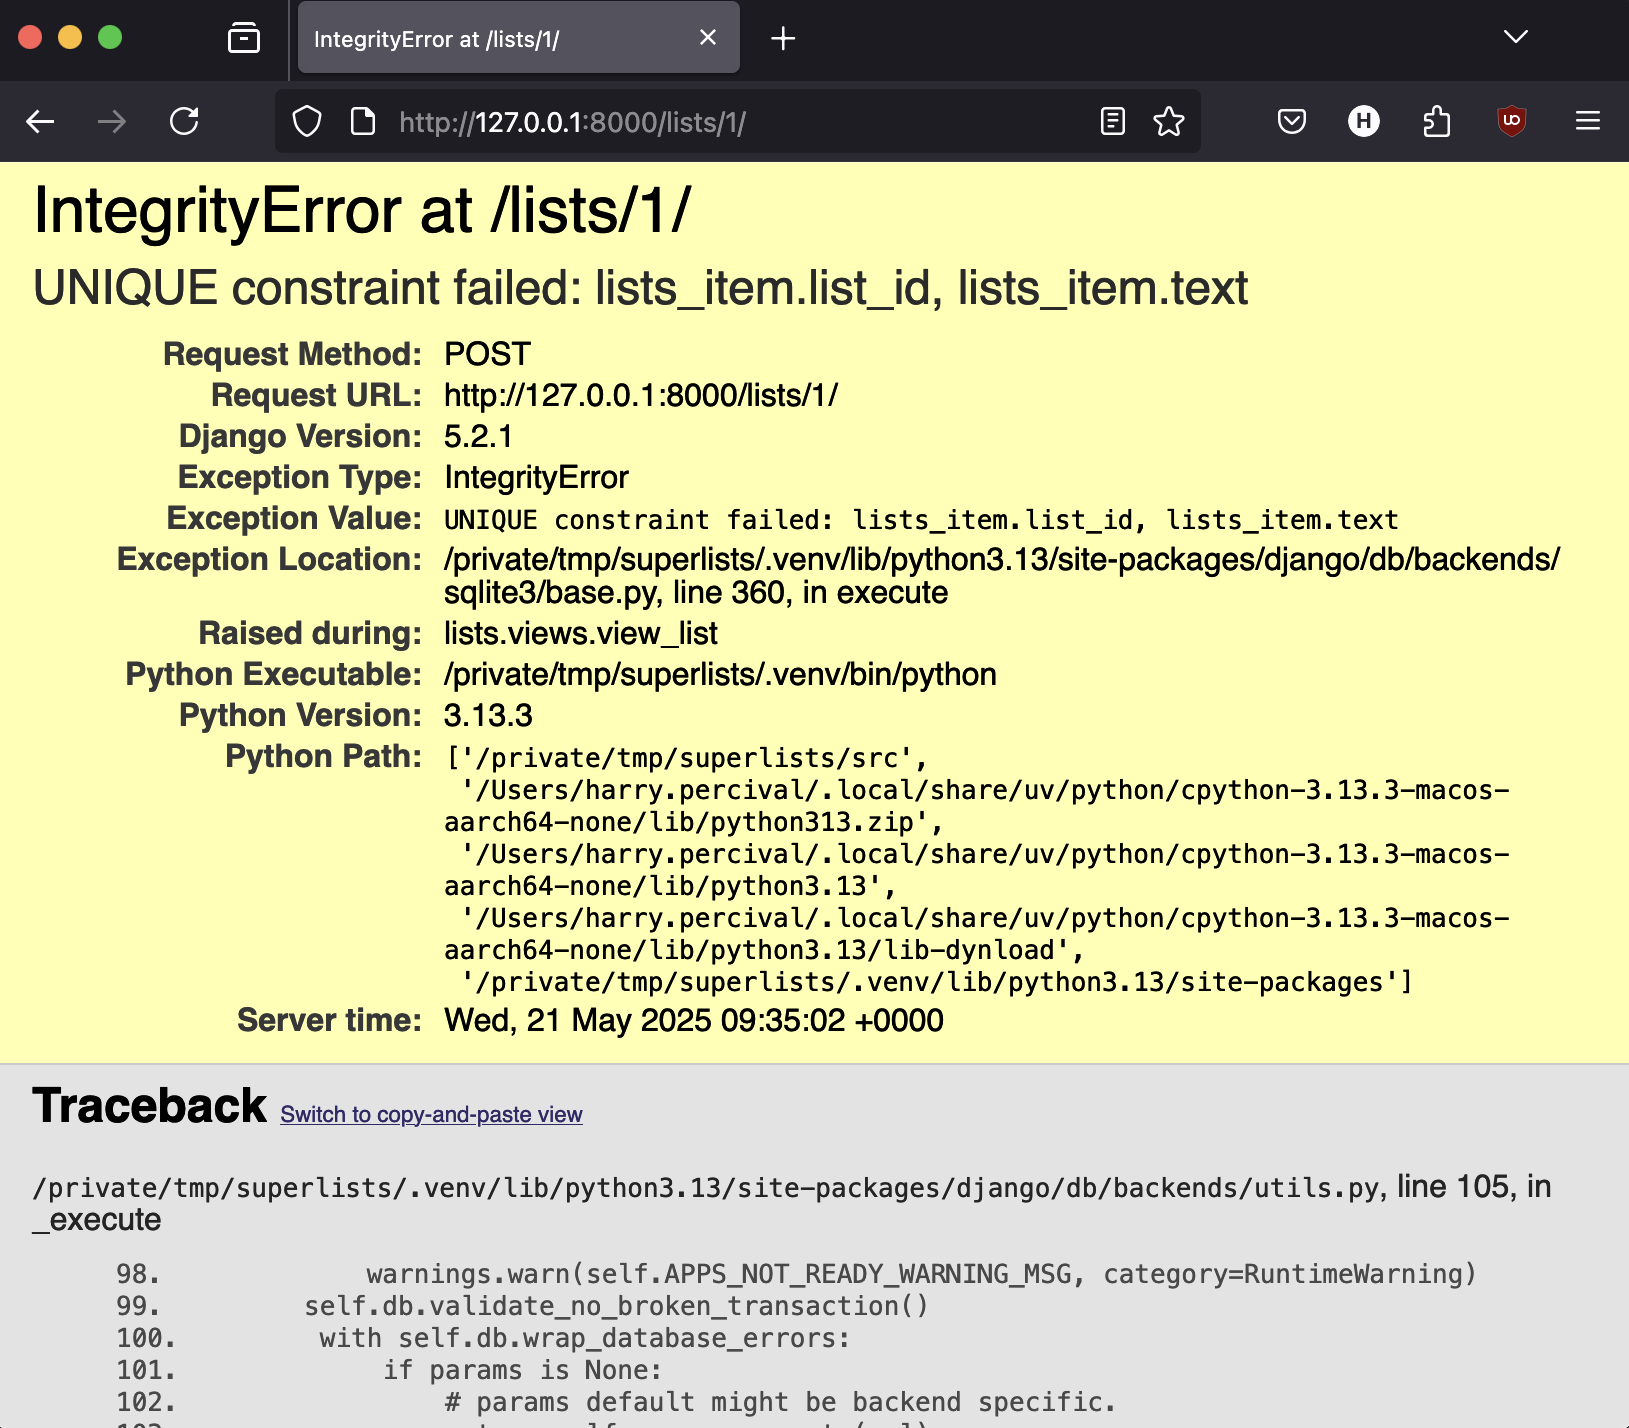 IntegrityError at /lists/1/
http://127.0.0.1:8000/lists/1/
H
IntegrityError at /lists/1/
UNIQUE constraint failed: lists_item.list_id, lists_item.text
Request Method: POST
Request URL: http://127.0.0.1:8000/lists/1/
Django Version: 5.2.1
Exception Type: IntegrityError
Exception Value: UNIQUE constraint failed: lists_item.list_id, lists_item.text
Exception Location: /private/tmp/superlists/.venv/lib/python3.13/site-packages/django/db/backends/
sqlite3/base.py, line 360, in execute
Raised during: lists.views.view_list
Python Executable: /private/tmp/superlists/.venv/bin/python
Python Version: 3.13.3
Python Path: ['/private/tmp/superlists/src',
'/Users/harry.percival/.local/share/uv/python/cpython-3.13.3-macos-
aarch64-none/lib/python313.zip',
'/Users/harry.percival/.local/share/uv/python/cpython-3.13.3-macos-
aarch64-none/lib/python3.13',
'/Users/harry.percival/.local/share/uv/python/cpython-3.13.3-macos-
aarch64-none/lib/python3.13/lib-dynload',
'/private/tmp/superlists/.venv/lib/python3.13/site-packages']
Server time: Wed, 21 May 2025 09:35:02 +0000
Traceback Switch to copy-and-paste view
/private/tmp/superlists/.venv/lib/python3.13/site-packages/django/db/backends/utils.py, line 105, in
_execute
98. warnings.warn(self.APPS_NOT_READY_WARNING_MSG, category=RuntimeWarning)
99. self.db.validate_no_broken_transaction()
100. with self.db.wrap_database_errors:
101. if params is None:
102. # params default might be backend specific.